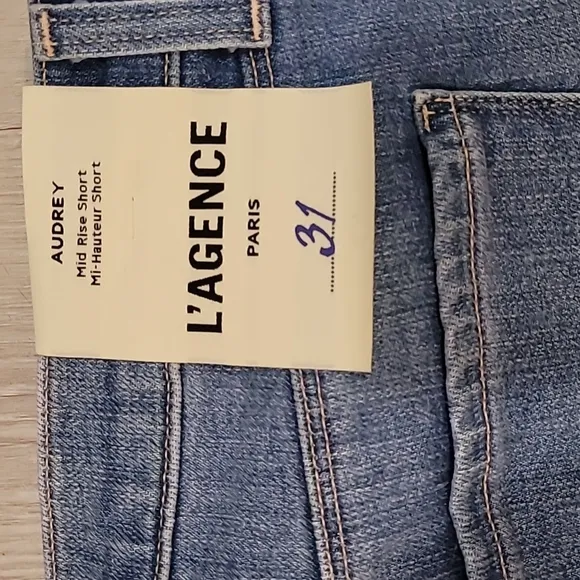 AUDREY
Mid Rise Short
Mi-Hauteur Short
L'AGENCE
PARIS
31